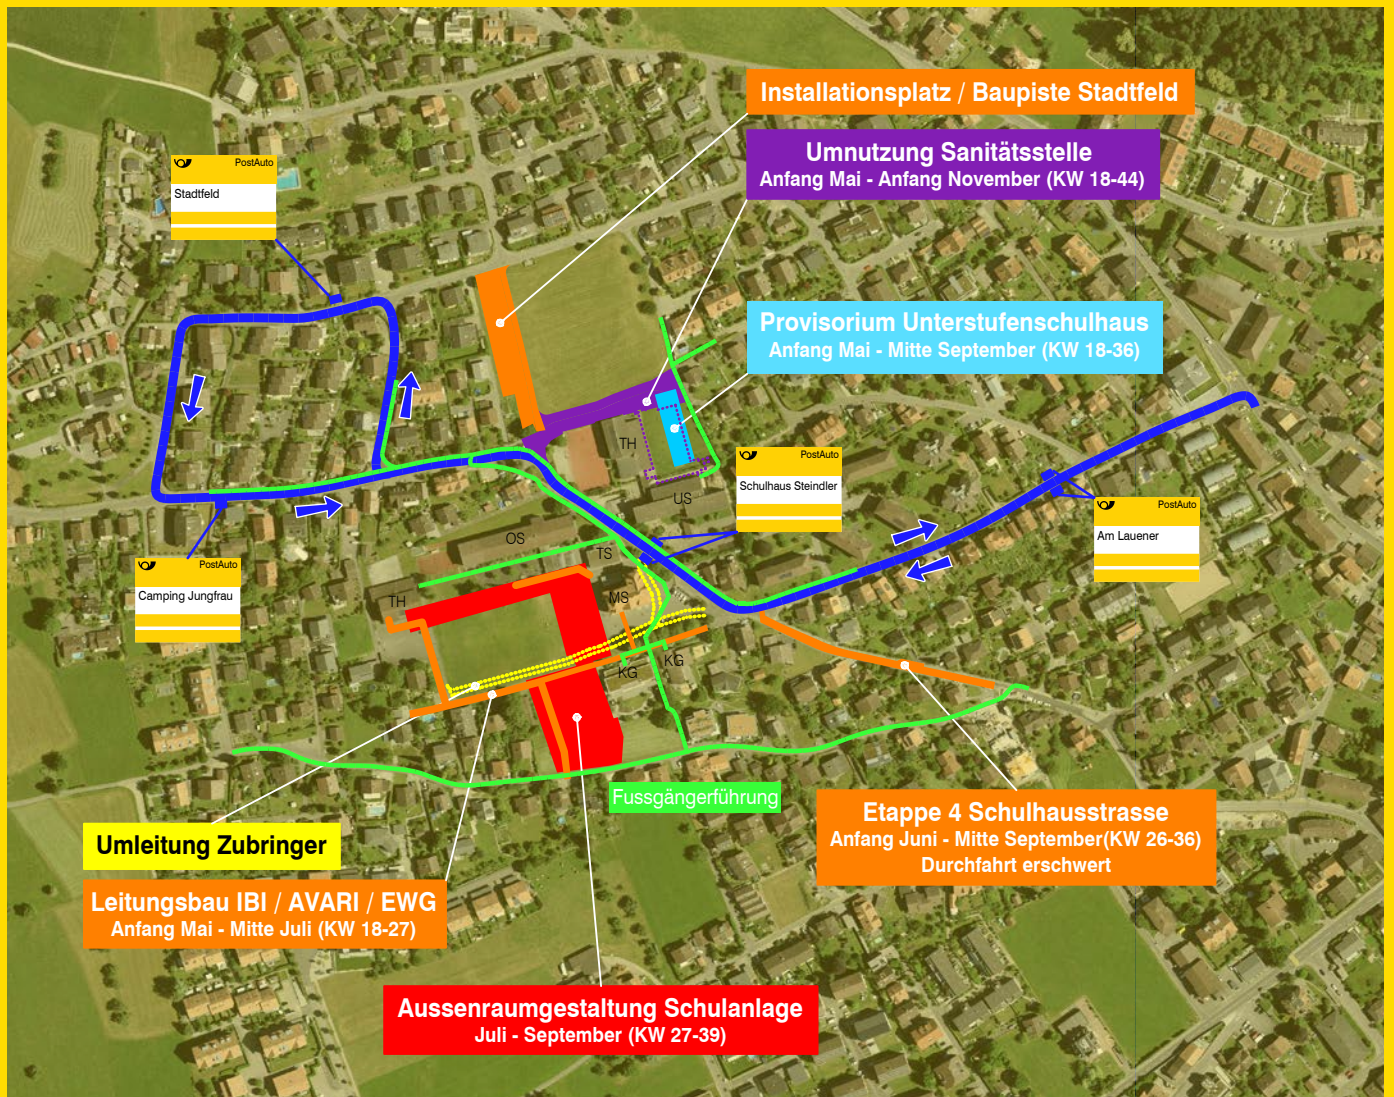 Installationsplatz / Baupiste Stadtfeld
Umnutzung Sanitätsstelle
Anfang Mai - Anfang November (KW 18-44)
PostAuto
Stadtfeld
Provisorium Unterstufenschulhaus
Anfang Mai - Mitte September (KW 18-36)
TH
PostAuto
Schulhaus Steindler
US
PostAuto
Am Lauener
OS
TS
PostAuto
Camping Jungfrau
TH
MS
KG
KG
Fussgängerführung
Etappe 4 Schulhausstrasse
Anfang Juni - Mitte September(KW 26-36)
Durchfahrt erschwert
Umleitung Zubringer
Leitungsbau IBI / AVARI / EWG
Anfang Mai - Mitte Juli (KW 18-27)
Aussenraumgestaltung Schulanlage
Juli - September (KW 27-39)